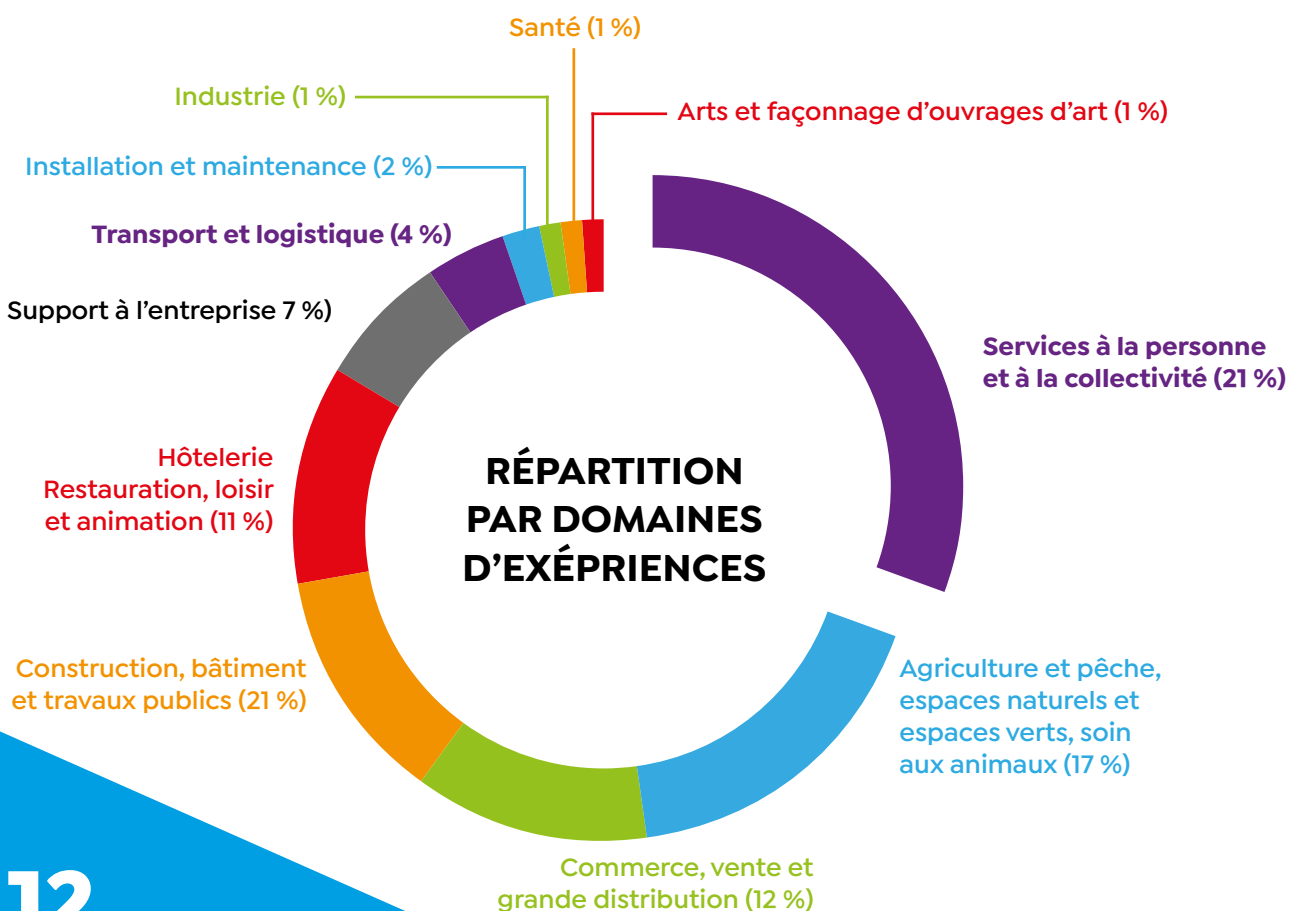 Santé (1 %)
Industrie (1 %)
Arts et façonnage d’ouvrages d’art (1 %)
Installation et maintenance (2 %)
Transport et logistique (4 %)
Support à l’entreprise 7 %)
Services à la personne
et à la collectivité (21 %)
Hôtelerie
Restauration, loisir
et animation (11 %)
RÉPARTITION
PAR DOMAINES
D’EXÉPRIENCES
Construction, bâtiment
et travaux publics (21 %)
Agriculture et pêche,
espaces naturels et
espaces verts, soin
aux animaux (17 %)
Commerce, vente et
grande distribution (12 %)
12